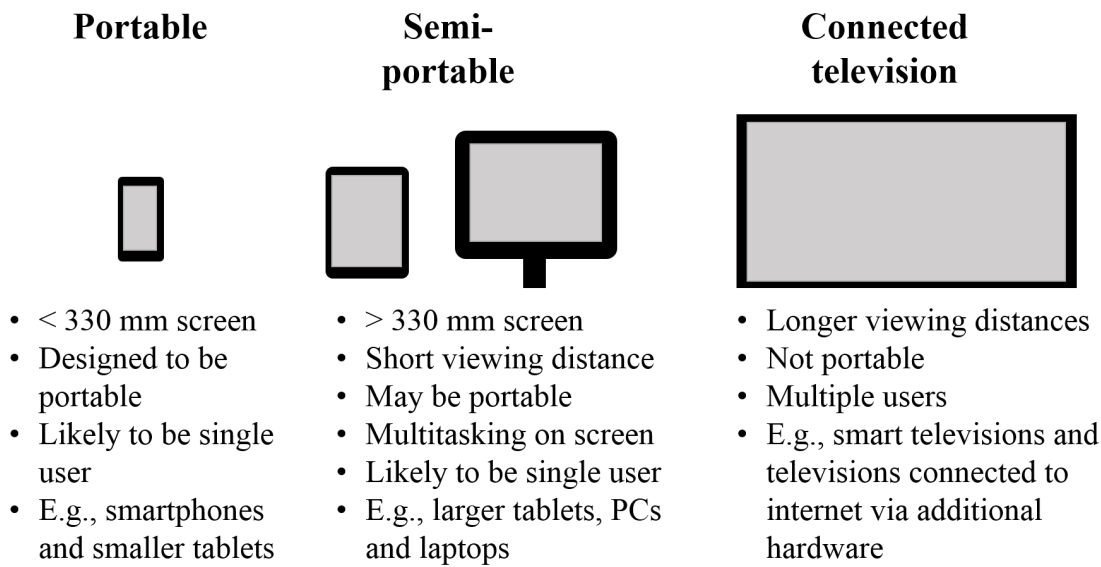 Portable
Semi-
portable
Connected
television
• < 330 mm screen
• Designed to be
portable
• Likely to be single
user
• E.g., smartphones
and smaller tablets
• > 330 mm screen
• Short viewing distance
• May be portable
• Multitasking on screen
• Likely to be single user
• E.g., larger tablets, PCs
and laptops
• Longer viewing distances
• Not portable
• Multiple users
• E.g., smart televisions and
televisions connected to
internet via additional
hardware